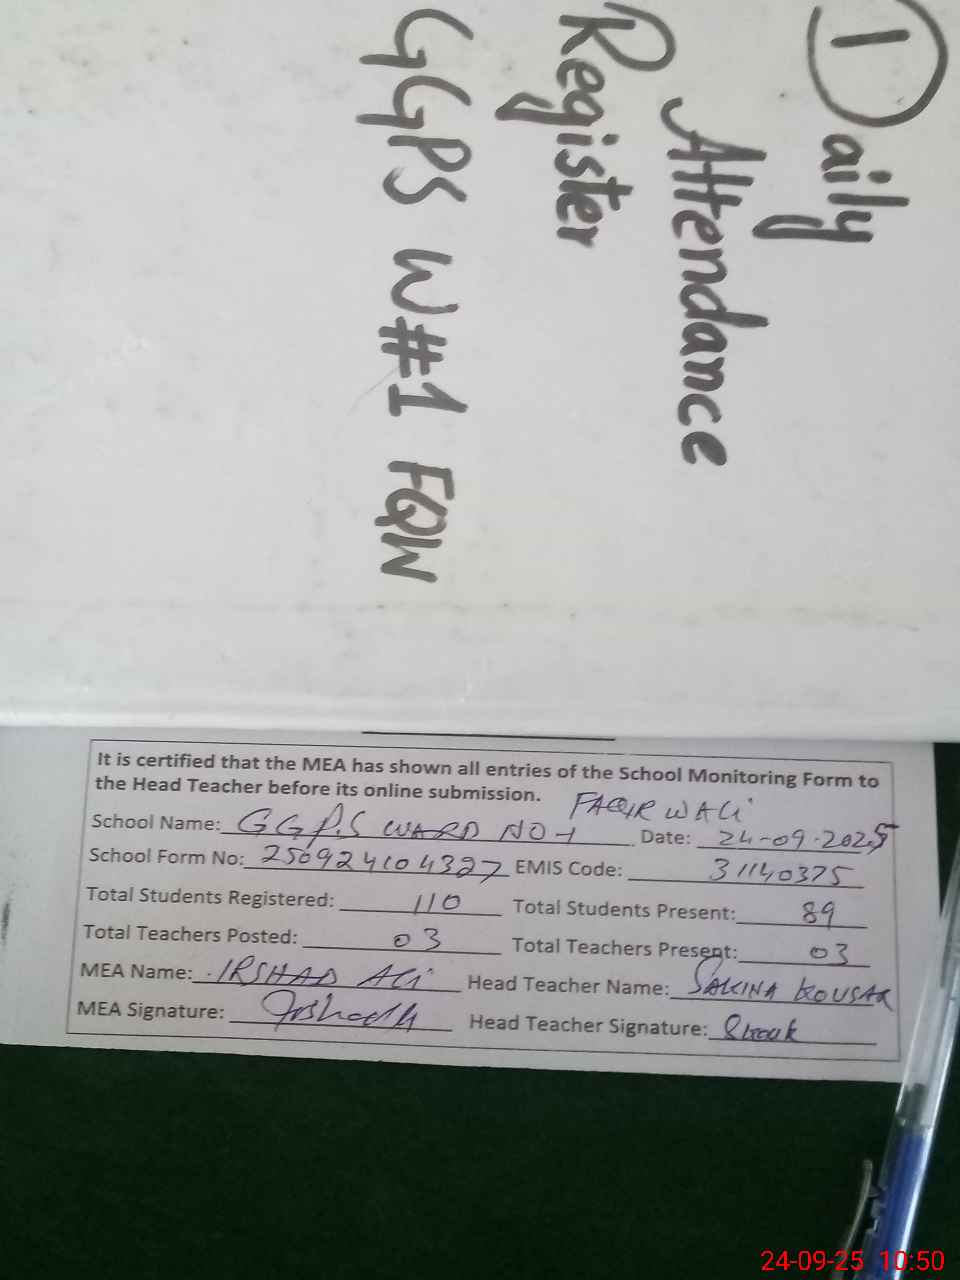 Daily
Attendance
Register
GGPS W#1 FQW
It is certified that the MEA has shown all entries of the School Monitoring Form to
the Head Teacher before its online submission.
FAQIR WALI
School Name: GGP.S WARD NO-1 Date: 24-09-2025
School Form No: 250924104327 EMIS Code: 31140375
Total Students Registered: 110 Total Students Present: 89
Total Teachers Posted: 03 Total Teachers Present: 03
MEA Name: IRSHAD ALI Head Teacher Name: SAKINA KOUSAR
MEA Signature: Head Teacher Signature:
24-09-25 10:50